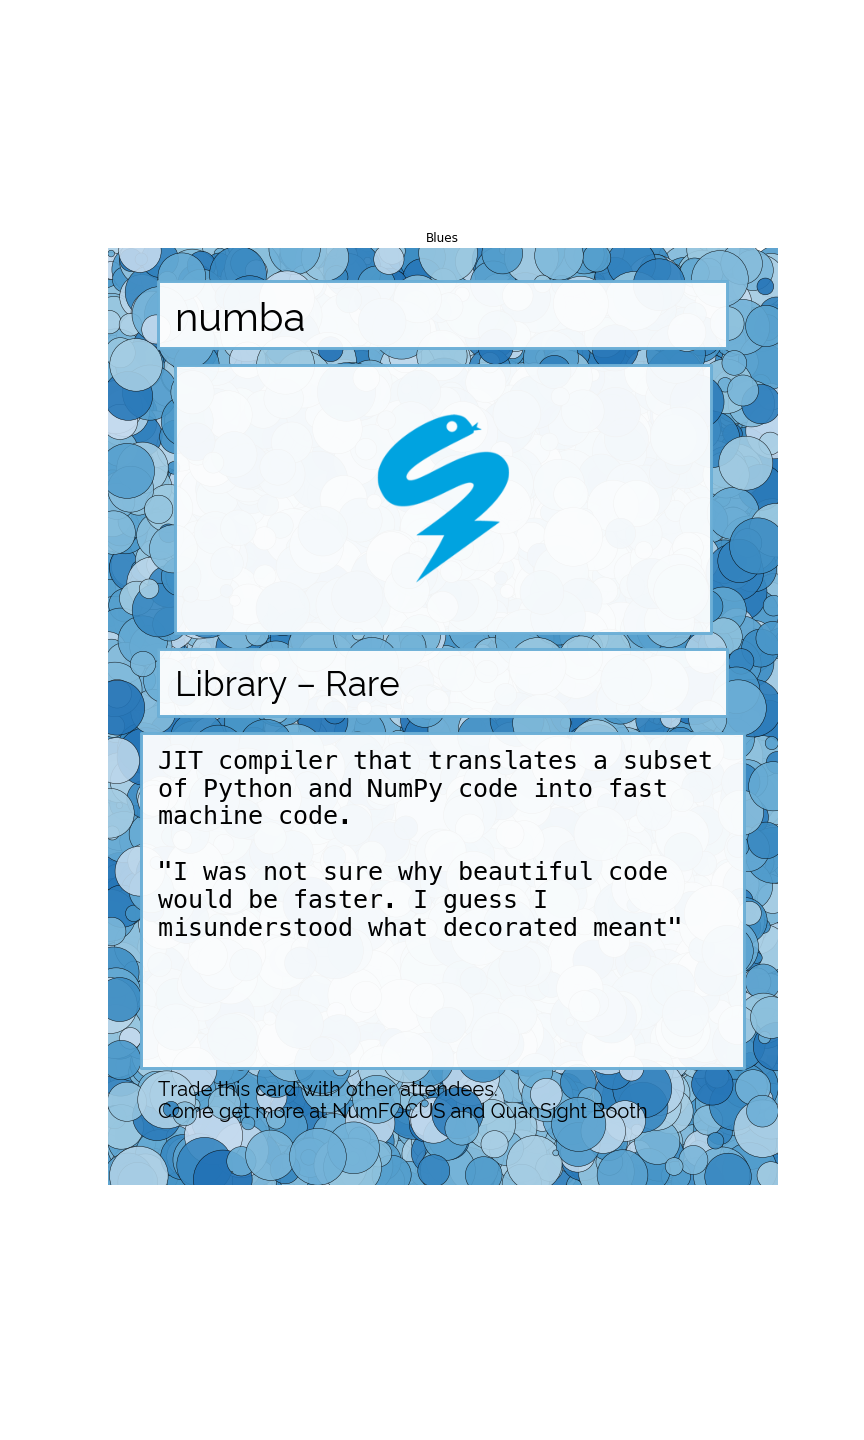 Blues
numba
Library – Rare
JIT compiler that translates a subset
of Python and NumPy code into fast
machine code.
"I was not sure why beautiful code
would be faster. I guess I
misunderstood what decorated meant"
Trade this card with other attendees.
Come get more at NumFOCUS and QuanSight Booth